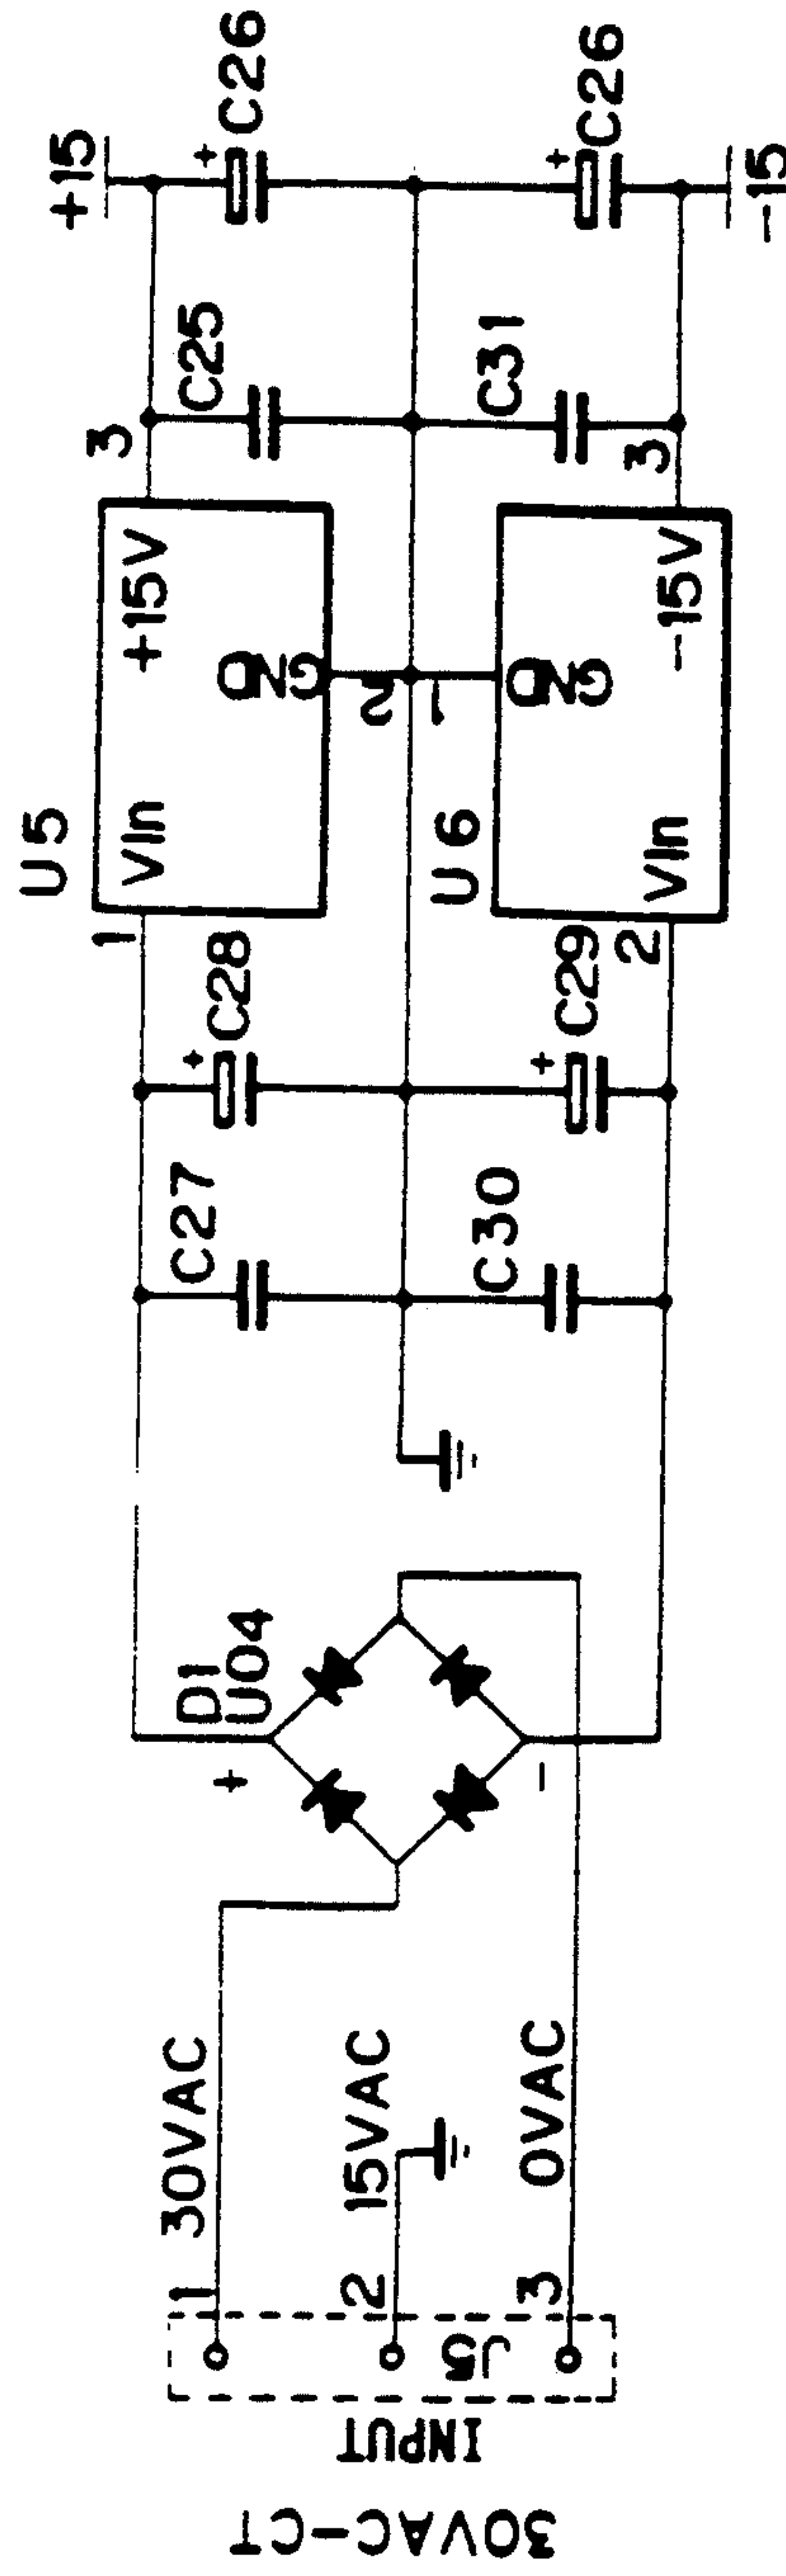 30VAC-CT
INPUT
J5
1
30VAC
2
15VAC
3
0VAC
D1
U04
+
-
C27
+
C28
C30
+
C29
1
U5
VIn
+15V
GND
3
2
1
2
U6
VIn
-15V
GND
3
C25
C31
+
C26
+
C26
+15
-15